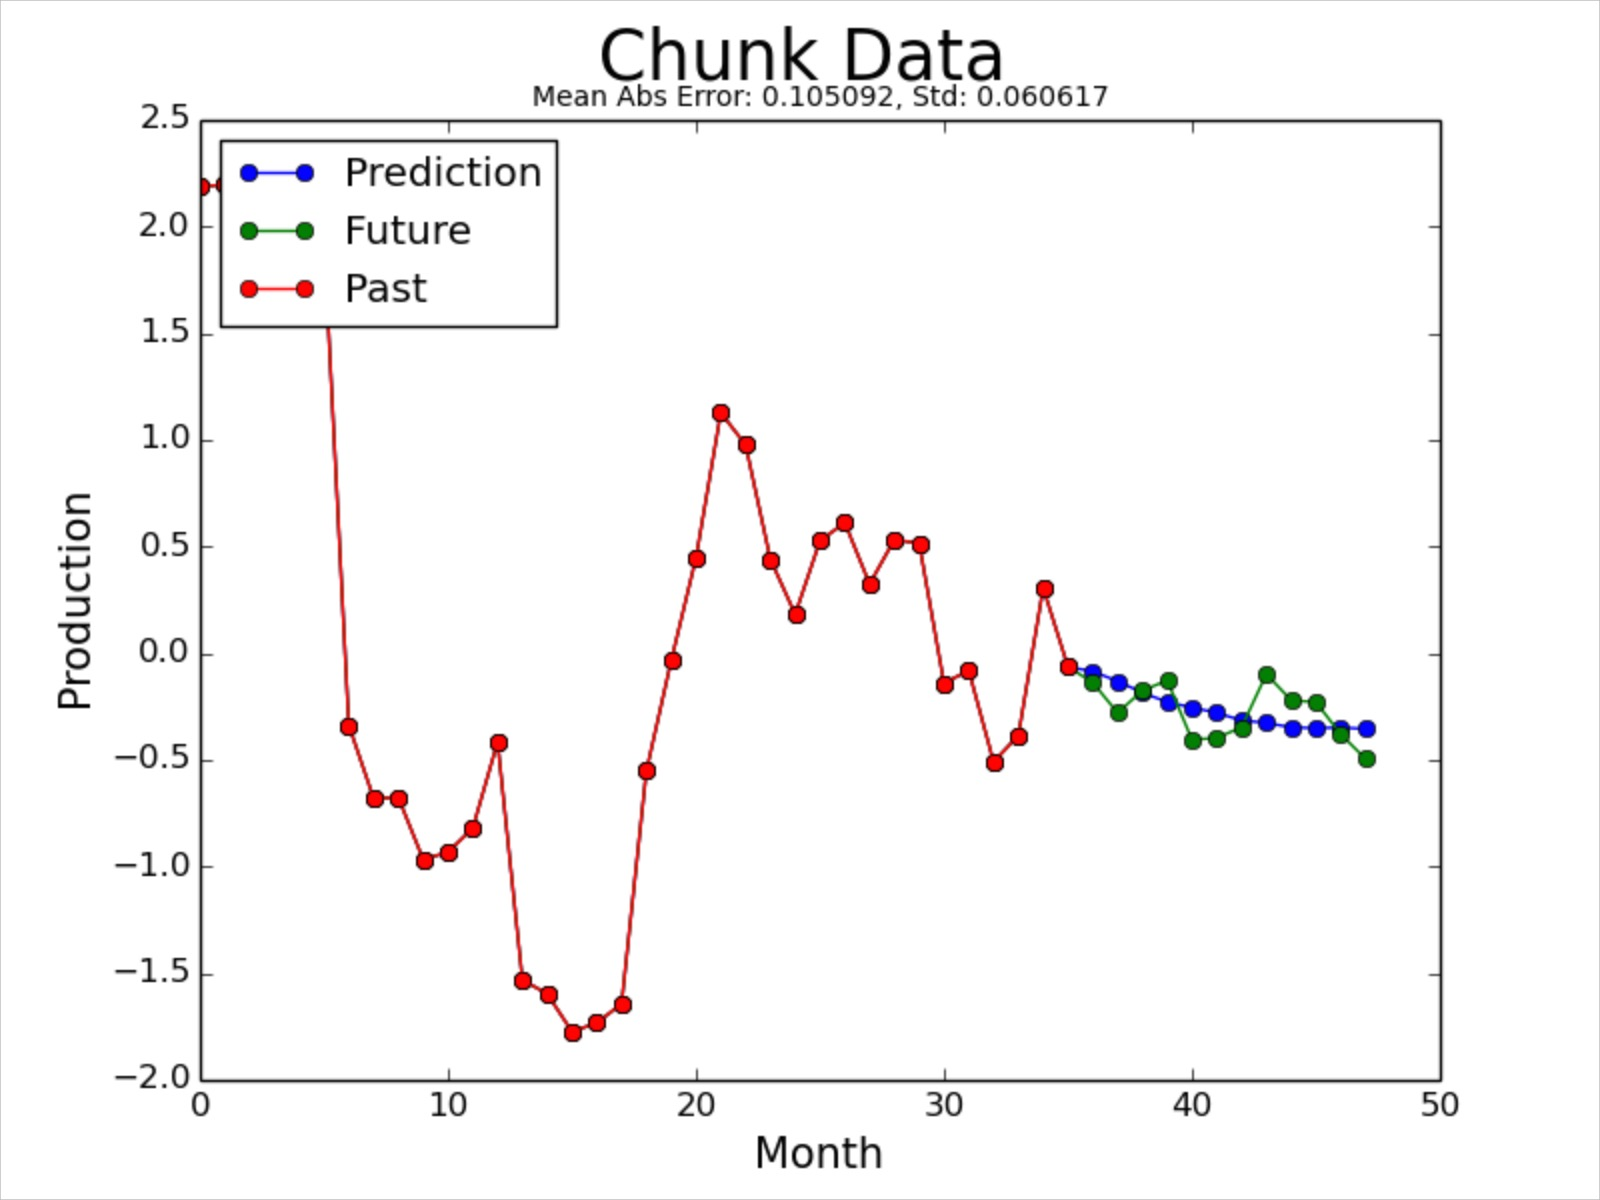 Chunk Data
Mean Abs Error: 0.105092, Std: 0.060617
2.5
2.0
1.5
1.0
0.5
0.0
−0.5
−1.0
−1.5
−2.0
Prediction
Future
Past
Production
0 10 20 30 40 50
Month